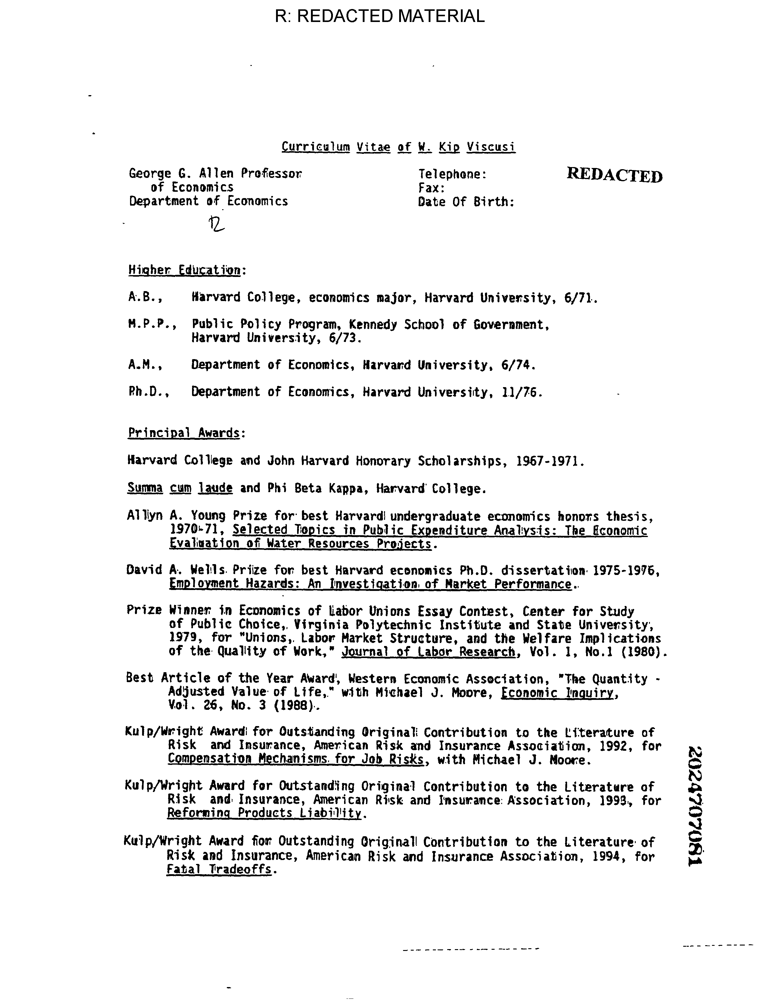 R: REDACTED MATERIAL
Curriculum Vitae of W. Kip Viscusi
George G. Allen Professor Telephone: REDACTED
of Economics Fax:
Department of Economics Date Of Birth:
Higher Education:
A.B., Harvard College, economics major, Harvard University, 6/71.
M.P.P., Public Policy Program, Kennedy School of Government,
Harvard University, 6/73.
A.M., Department of Economics, Harvard University, 6/74.
Ph.D., Department of Economics, Harvard University, 11/76.
Principal Awards:
Harvard College and John Harvard Honorary Scholarships, 1967-1971.
Summa cum laude and Phi Beta Kappa, Harvard College.
Allyn A. Young Prize for best Harvard undergraduate economics honors thesis,
1970-71, Selected Topics in Public Expenditure Analysis: The Economic
Evaluation of Water Resources Projects.
David A. Wells Prize for best Harvard economics Ph.D. dissertation 1975-1976,
Employment Hazards: An Investigation of Market Performance.
Prize Winner in Economics of Labor Unions Essay Contest, Center for Study
of Public Choice, Virginia Polytechnic Institute and State University,
1979, for "Unions, Labor Market Structure, and the Welfare Implications
of the Quality of Work," Journal of Labor Research, Vol. 1, No.1 (1980).
Best Article of the Year Award, Western Economic Association, "The Quantity -
Adjusted Value of Life," with Michael J. Moore, Economic Inquiry,
Vol. 26, No. 3 (1988).
Kulp/Wright Award for Outstanding Original Contribution to the Literature of
Risk and Insurance, American Risk and Insurance Association, 1992, for
Compensation Mechanisms for Job Risks, with Michael J. Moore.
Kulp/Wright Award for Outstanding Original Contribution to the Literature of
Risk and Insurance, American Risk and Insurance Association, 1993, for
Reforming Products Liability.
Kulp/Wright Award for Outstanding Original Contribution to the Literature of
Risk and Insurance, American Risk and Insurance Association, 1994, for
Fatal Tradeoffs.
2024707081